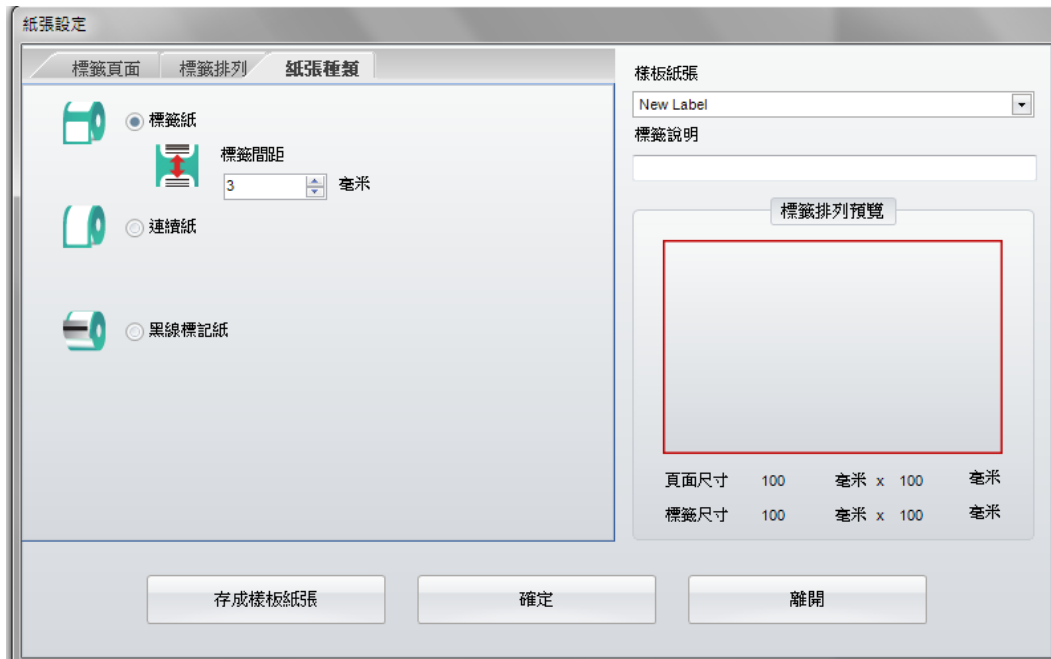 紙張設定
標籤頁面 標籤排列 紙張種類
標籤紙
標籤間距
3 毫米
連續紙
黑線標記紙
樣板紙張
New Label
標籤說明
標籤排列預覽
頁面尺寸 100 毫米 x 100 毫米
標籤尺寸 100 毫米 x 100 毫米
存成樣板紙張 確定 離開